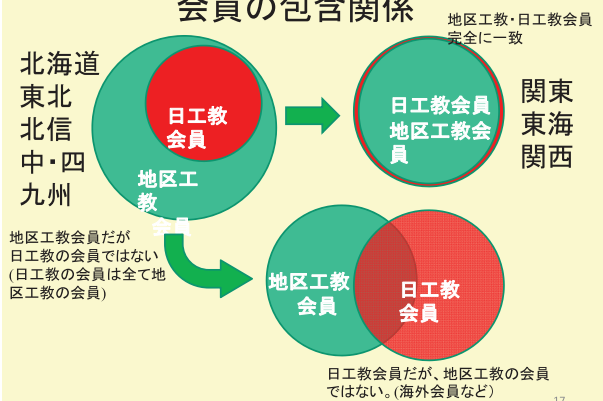 会員の包含関係
地区工教・日工教会員
完全に一致
北海道
東北
北信
中・四
九州
日工教
会員
地区工
教
会員
日工教会員
地区工教会
員
関東
東海
関西
地区工教会員だが
日工教の会員ではない
(日工教の会員は全て地
区工教の会員)
地区工教
会員
日工教
会員
日工教会員だが、地区工教の会員
ではない。(海外会員など)
17